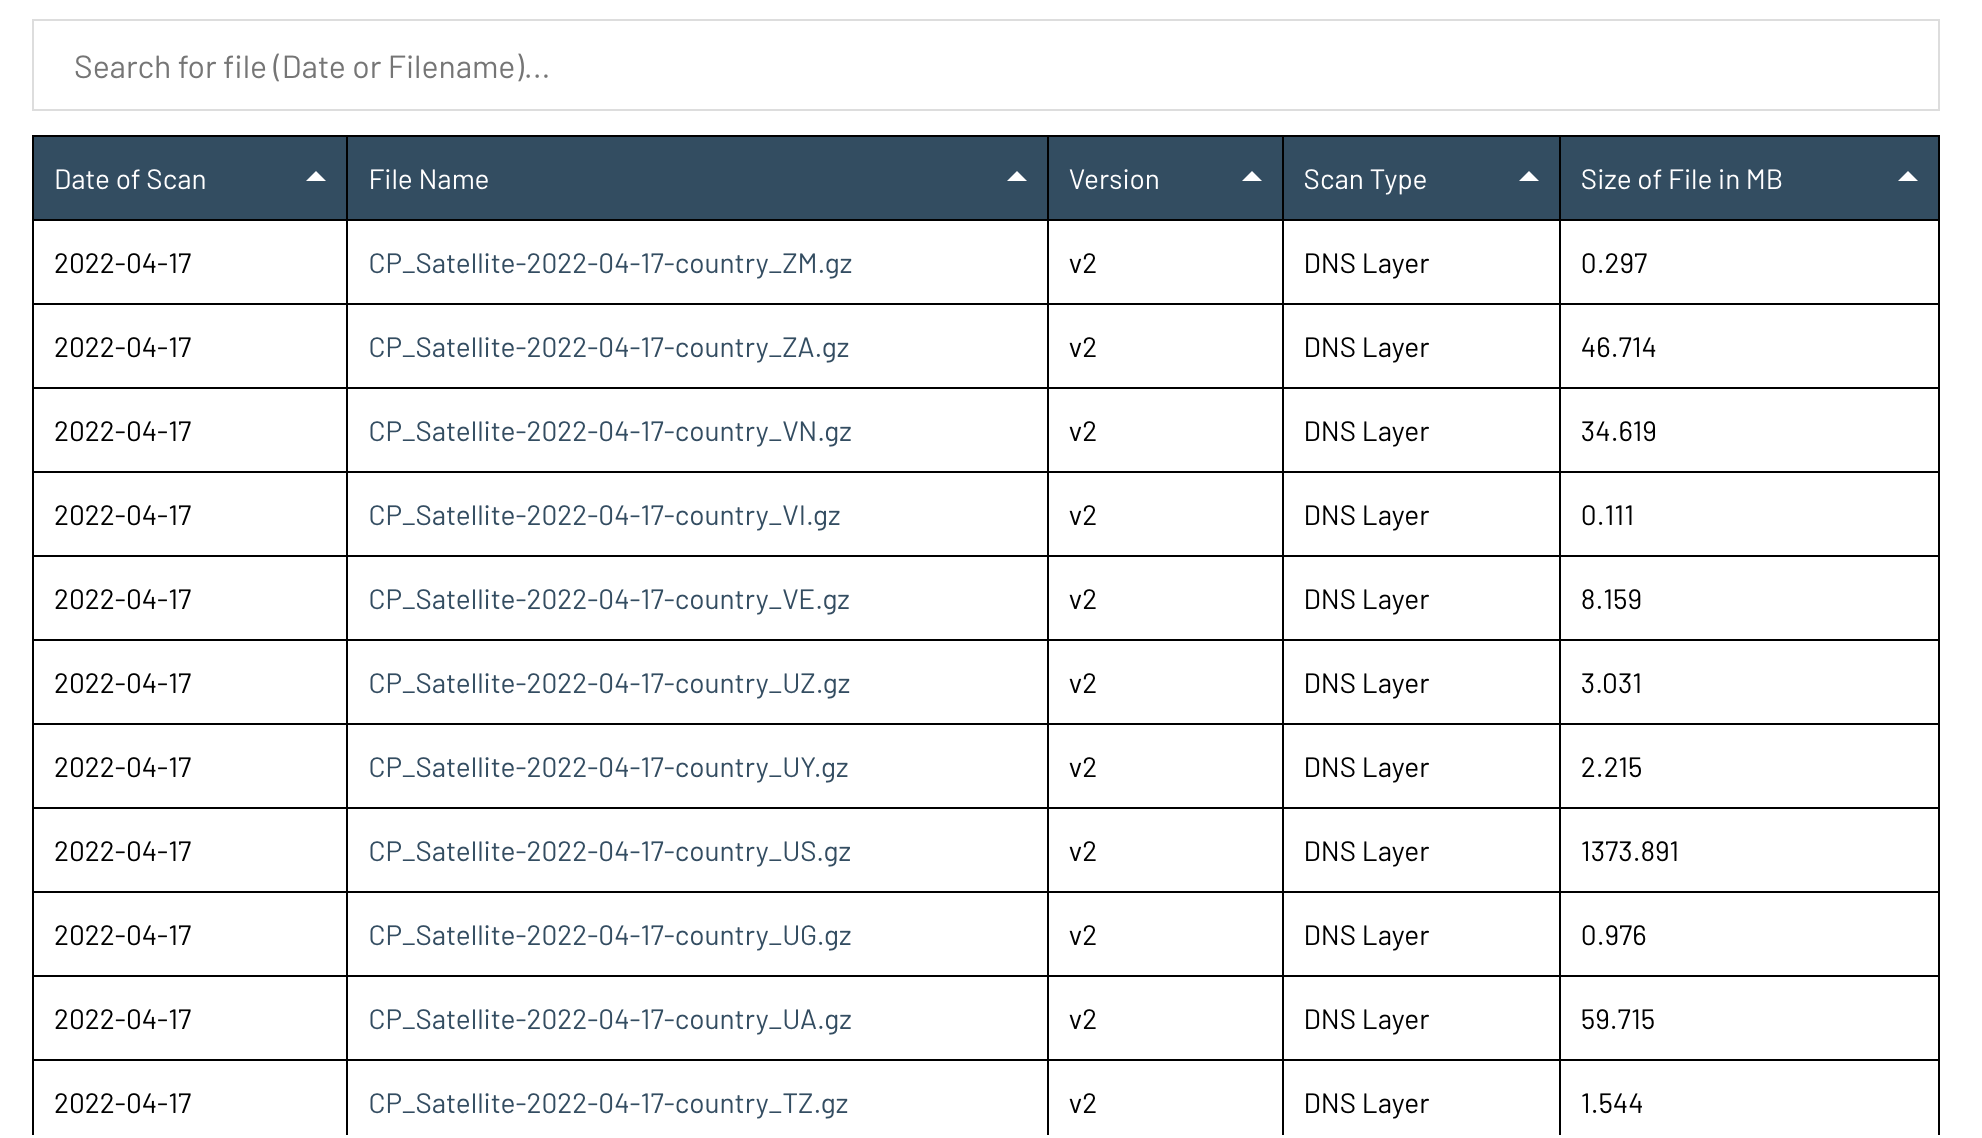 Search for file (Date or Filename)...
Date of Scan File Name Version Scan Type Size of File in MB
2022-04-17 CP_Satellite-2022-04-17-country_ZM.gz v2 DNS Layer 0.297
2022-04-17 CP_Satellite-2022-04-17-country_ZA.gz v2 DNS Layer 46.714
2022-04-17 CP_Satellite-2022-04-17-country_VN.gz v2 DNS Layer 34.619
2022-04-17 CP_Satellite-2022-04-17-country_VI.gz v2 DNS Layer 0.111
2022-04-17 CP_Satellite-2022-04-17-country_VE.gz v2 DNS Layer 8.159
2022-04-17 CP_Satellite-2022-04-17-country_UZ.gz v2 DNS Layer 3.031
2022-04-17 CP_Satellite-2022-04-17-country_UY.gz v2 DNS Layer 2.215
2022-04-17 CP_Satellite-2022-04-17-country_US.gz v2 DNS Layer 1373.891
2022-04-17 CP_Satellite-2022-04-17-country_UG.gz v2 DNS Layer 0.976
2022-04-17 CP_Satellite-2022-04-17-country_UA.gz v2 DNS Layer 59.715
2022-04-17 CP_Satellite-2022-04-17-country_TZ.gz v2 DNS Layer 1.544